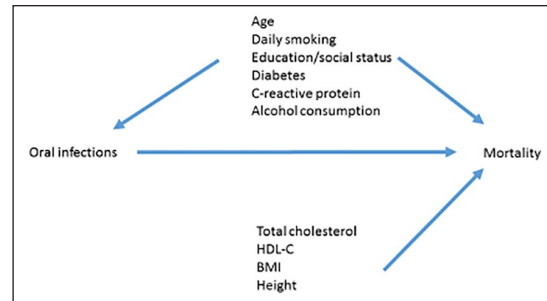 Age
Daily smoking
Education/social status
Diabetes
C-reactive protein
Alcohol consumption
Oral infections
Mortality
Total cholesterol
HDL-C
BMI
Height